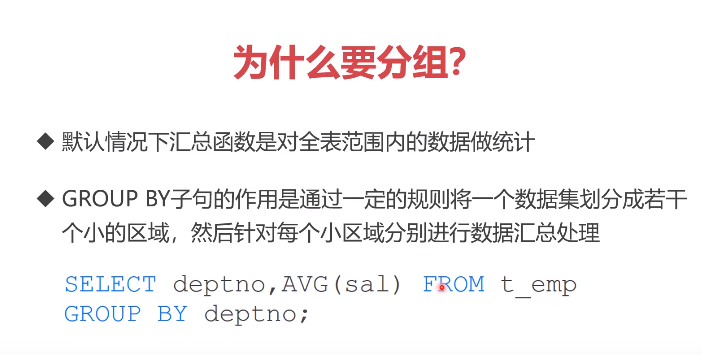 为什么要分组?
◆ 默认情况下汇总函数是对全表范围内的数据做统计
◆ GROUP BY子句的作用是通过一定的规则将一个数据集划分成若干
个小的区域，然后针对每个小区域分别进行数据汇总处理
SELECT deptno,AVG(sal) FROM t_emp
GROUP BY deptno;